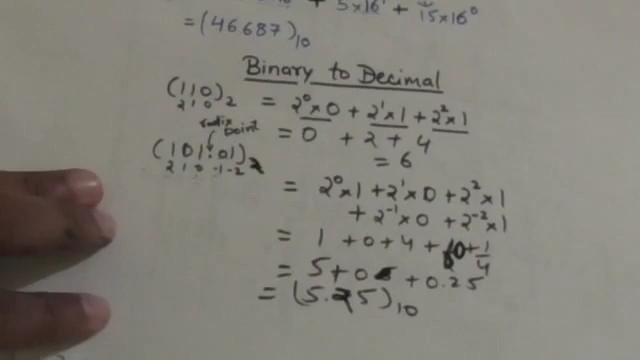 + 5×16¹ + 15×16⁰
=(46687)₁₀
Binary to Decimal
(110)₂ = 2⁰×0 + 2¹×1 + 2²×1
2 1 0
= 0 + 2 + 4
= 6
radix point
(101.01)₂
2 1 0 -1 -2
= 2⁰×1 + 2¹×0 + 2²×1
+ 2⁻¹×0 + 2⁻²×1
= 1 + 0 + 4 + 0 + 1/4
= 5 + 0 + 0.25
= (5.25)₁₀